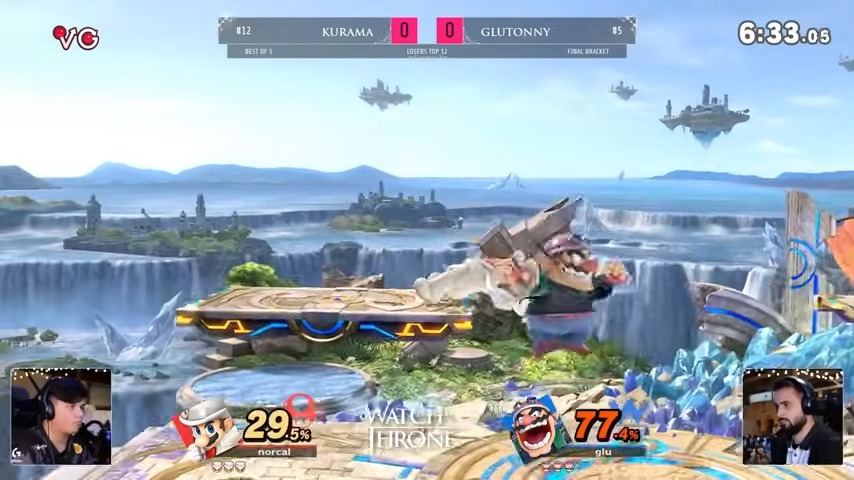 VG
#12 KURAMA 0 0 GLUTONNY #5
BEST OF 5 LOSERS TOP 12 FINAL BRACKET
6:33.05
29.5%
norcal
WATCH
THRONE
77.4%
glu